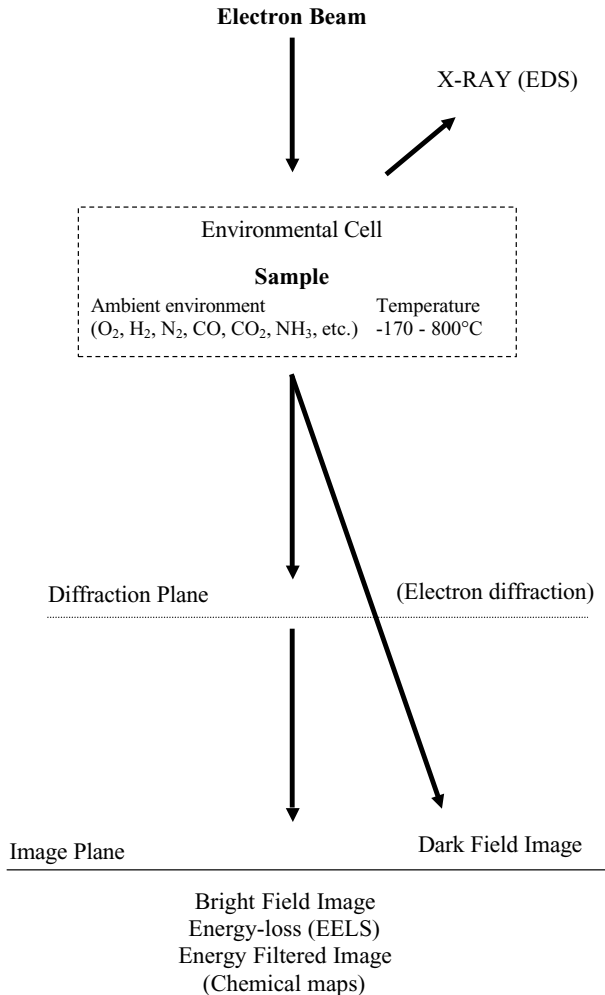 Electron Beam
X-RAY (EDS)
Environmental Cell
Sample
Ambient environment
(O₂, H₂, N₂, CO, CO₂, NH₃, etc.)
Temperature
-170 - 800°C
Diffraction Plane
(Electron diffraction)
Image Plane
Dark Field Image
Bright Field Image
Energy-loss (EELS)
Energy Filtered Image
(Chemical maps)